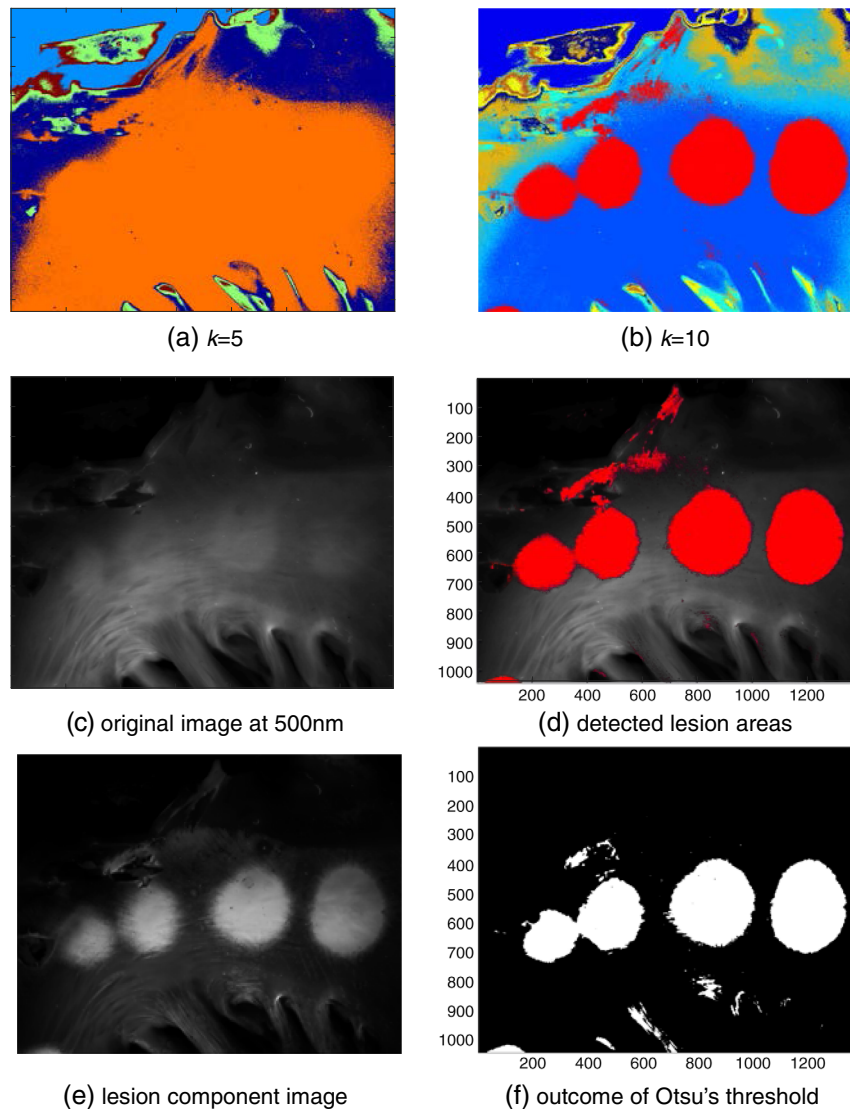 (a) k=5
(b) k=10
100
200
300
400
500
600
700
800
900
1000
200 400 600 800 1000 1200
(c) original image at 500nm
(d) detected lesion areas
100
200
300
400
500
600
700
800
900
1000
200 400 600 800 1000 1200
(e) lesion component image
(f) outcome of Otsu's threshold